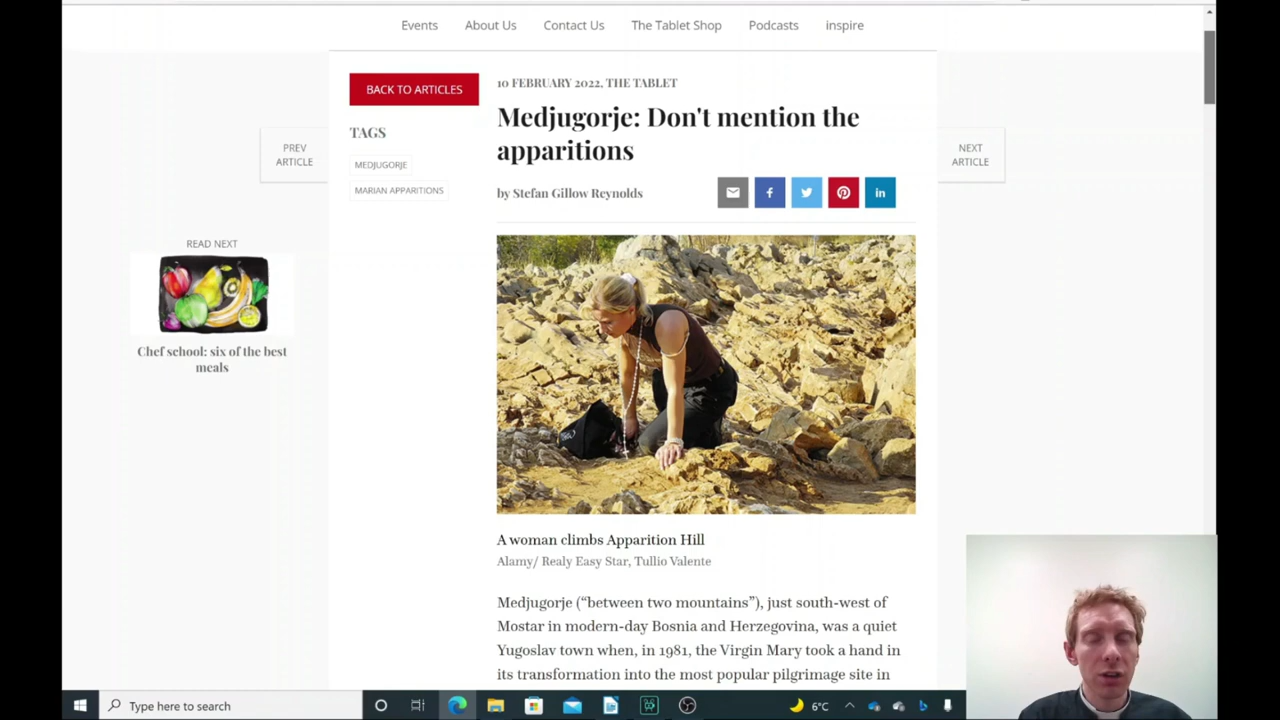 Events About Us Contact Us The Tablet Shop Podcasts inspire
BACK TO ARTICLES
TAGS
MEDJUGORJE
MARIAN APPARITIONS
PREV
ARTICLE
READ NEXT
Chef school: six of the best
meals
10 FEBRUARY 2022, THE TABLET
Medjugorje: Don't mention the
apparitions
by Stefan Gillow Reynolds
f
in
NEXT
ARTICLE
A woman climbs Apparition Hill
Alamy/ Realy Easy Star, Tullio Valente
Medjugorje (“between two mountains”), just south-west of
Mostar in modern-day Bosnia and Herzegovina, was a quiet
Yugoslav town when, in 1981, the Virgin Mary took a hand in
its transformation into the most popular pilgrimage site in
Type here to search
6°C